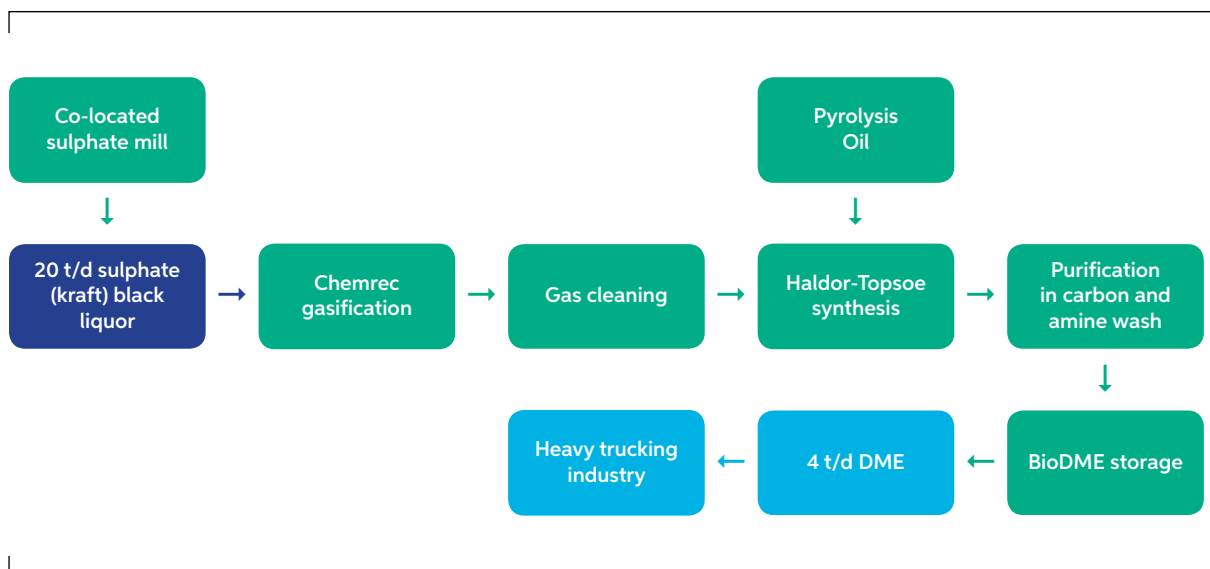 Co-located
sulphate mill
Pyrolysis
Oil
20 t/d sulphate
(kraft) black
liquor
Chemrec
gasification
Gas cleaning
Haldor-Topsoe
synthesis
Purification
in carbon and
amine wash
Heavy trucking
industry
4 t/d DME
BioDME storage